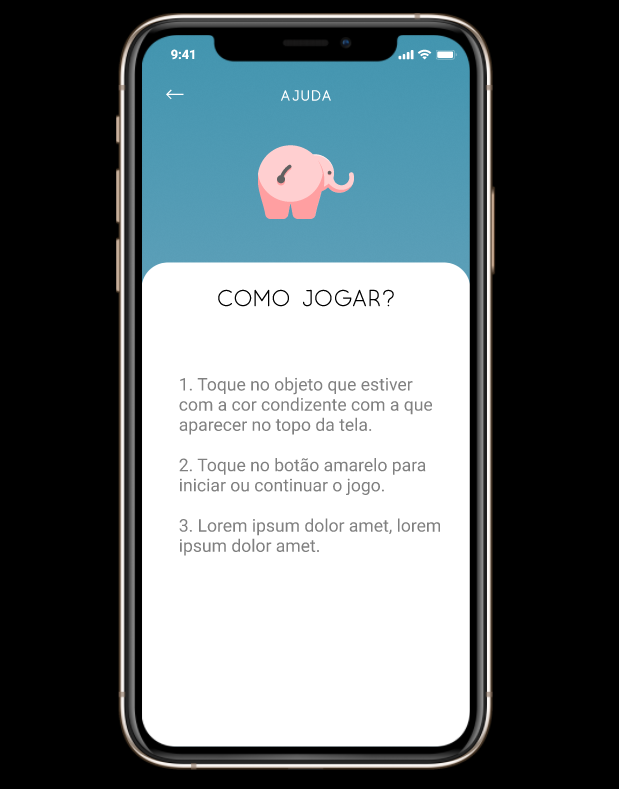 9:41
AJUDA
COMO JOGAR?
1. Toque no objeto que estiver
com a cor condizente com a que
aparecer no topo da tela.
2. Toque no botão amarelo para
iniciar ou continuar o jogo.
3. Lorem ipsum dolor amet, lorem
ipsum dolor amet.